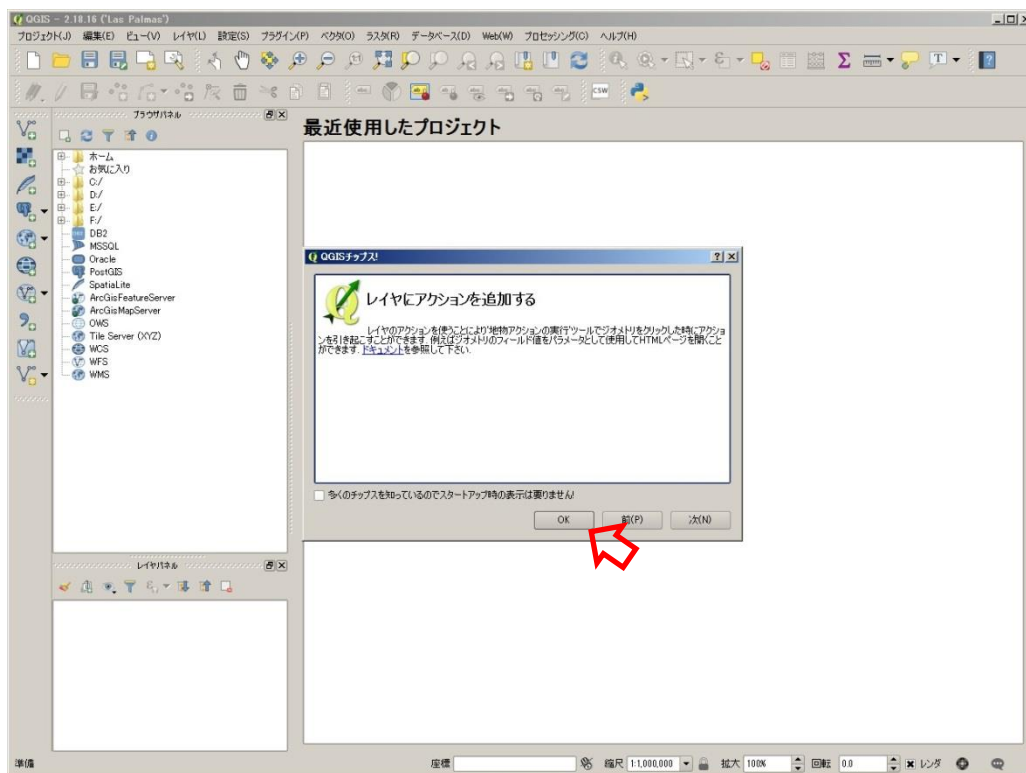 QGIS - 2.18.16 ('Las Palmas')
プロジェクト(J) 編集(E) ビュー(V) レイヤ(L) 設定(S) プラグイン(P) ベクタ(O) ラスタ(R) データベース(D) Web(W) プロセッシング(C) ヘルプ(H)
CSW
ブラウザパネル
最近使用したプロジェクト
ホーム
お気に入り
C:/
D:/
E:/
F:/
DB2
MSSQL
Oracle
PostGIS
SpatiaLite
ArcGisFeatureServer
ArcGisMapServer
OWS
Tile Server (XYZ)
WCS
WFS
WMS
QGISチップス!
レイヤにアクションを追加する
レイヤのアクションを使うことにより'地物アクションの実行'ツールでジオメトリをクリックした時にアクショ
ンを引き起こすことができます. 例えばジオメトリのフィールド値をパラメータとして使用してHTMLページを開くこと
ができます. ドキュメントを参照して下さい.
多くのチップスを知っているのでスタートアップ時の表示は要りません!
OK 前(P) 次(N)
レイヤパネル
準備 座標 縮尺 1:1,000,000 拡大 100% 回転 0.0 レンダ